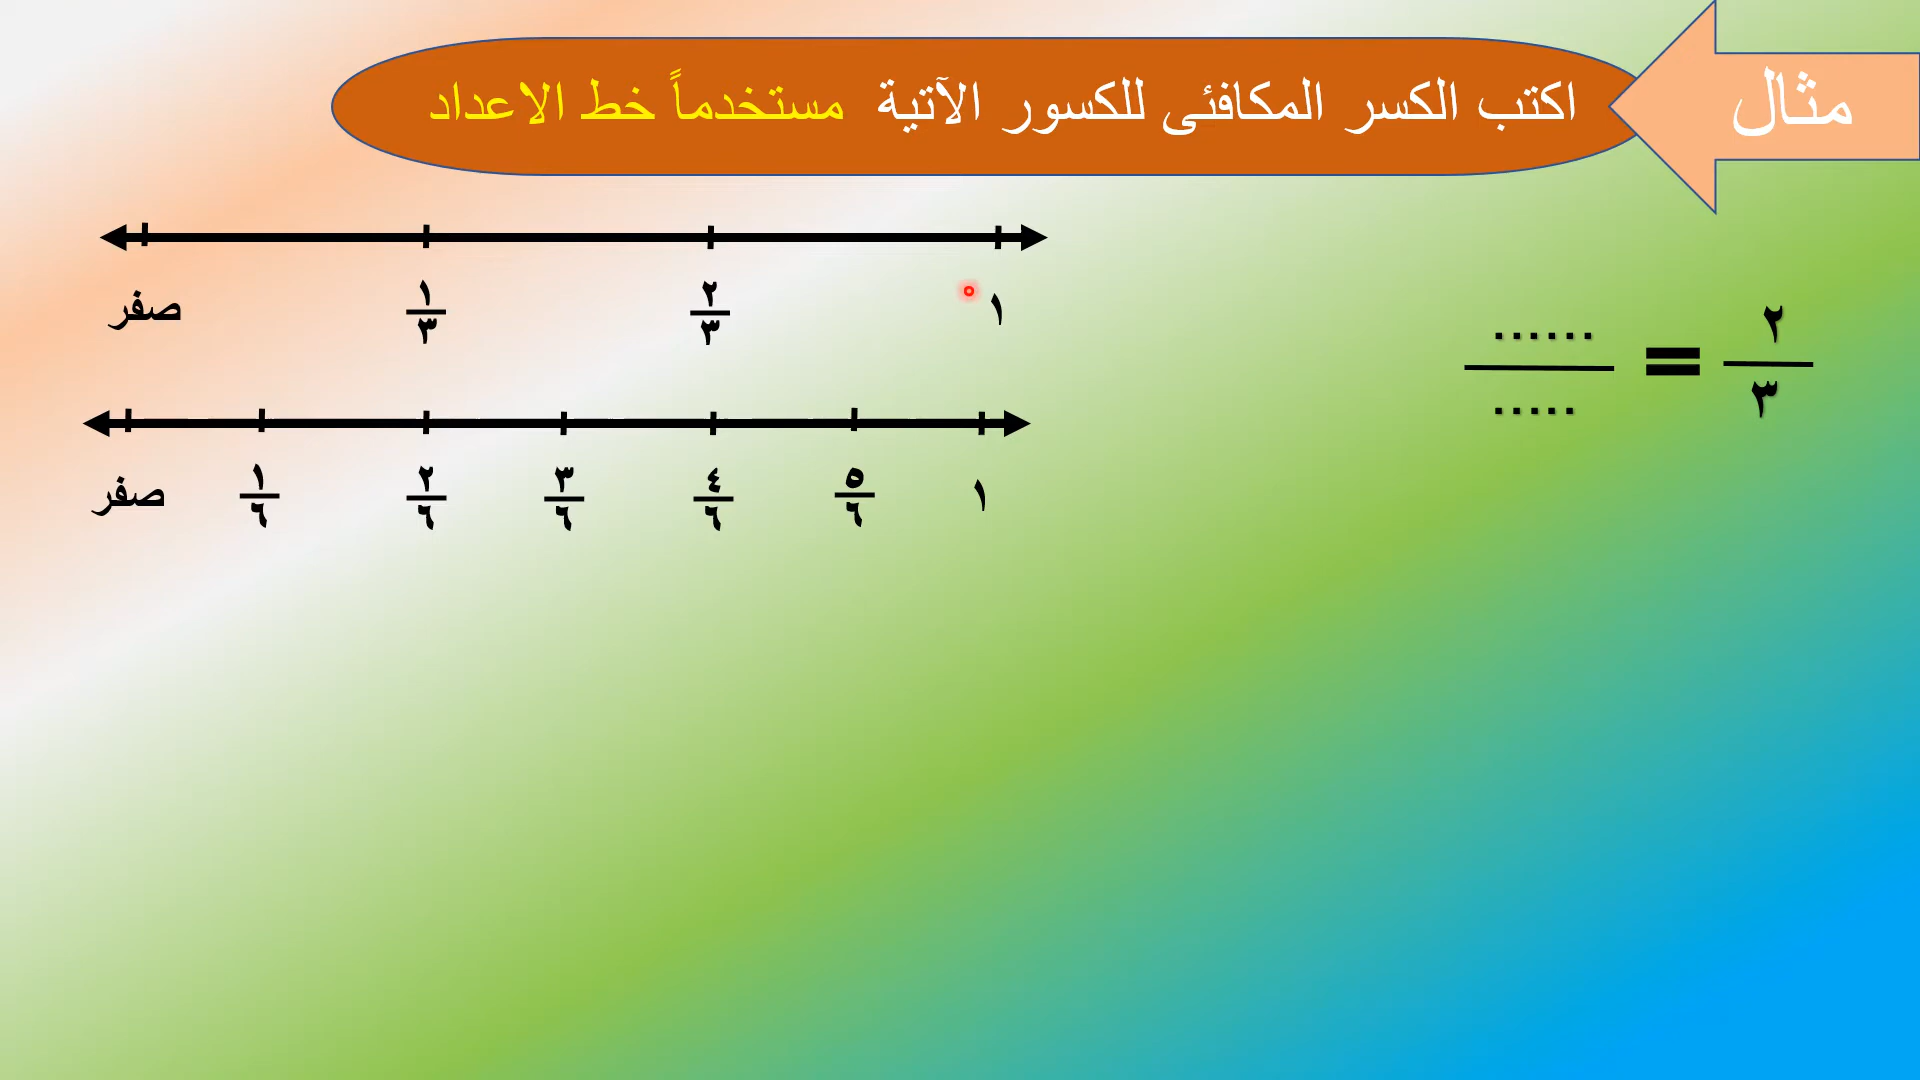 مثال
اكتب الكسر المكافئى للكسور الآتية مستخدماً خط الاعداد
صفر ١/٣ ٢/٣ ١
٢/٣ = ....../.....
صفر ١/٦ ٢/٦ ٣/٦ ٤/٦ ٥/٦ ١